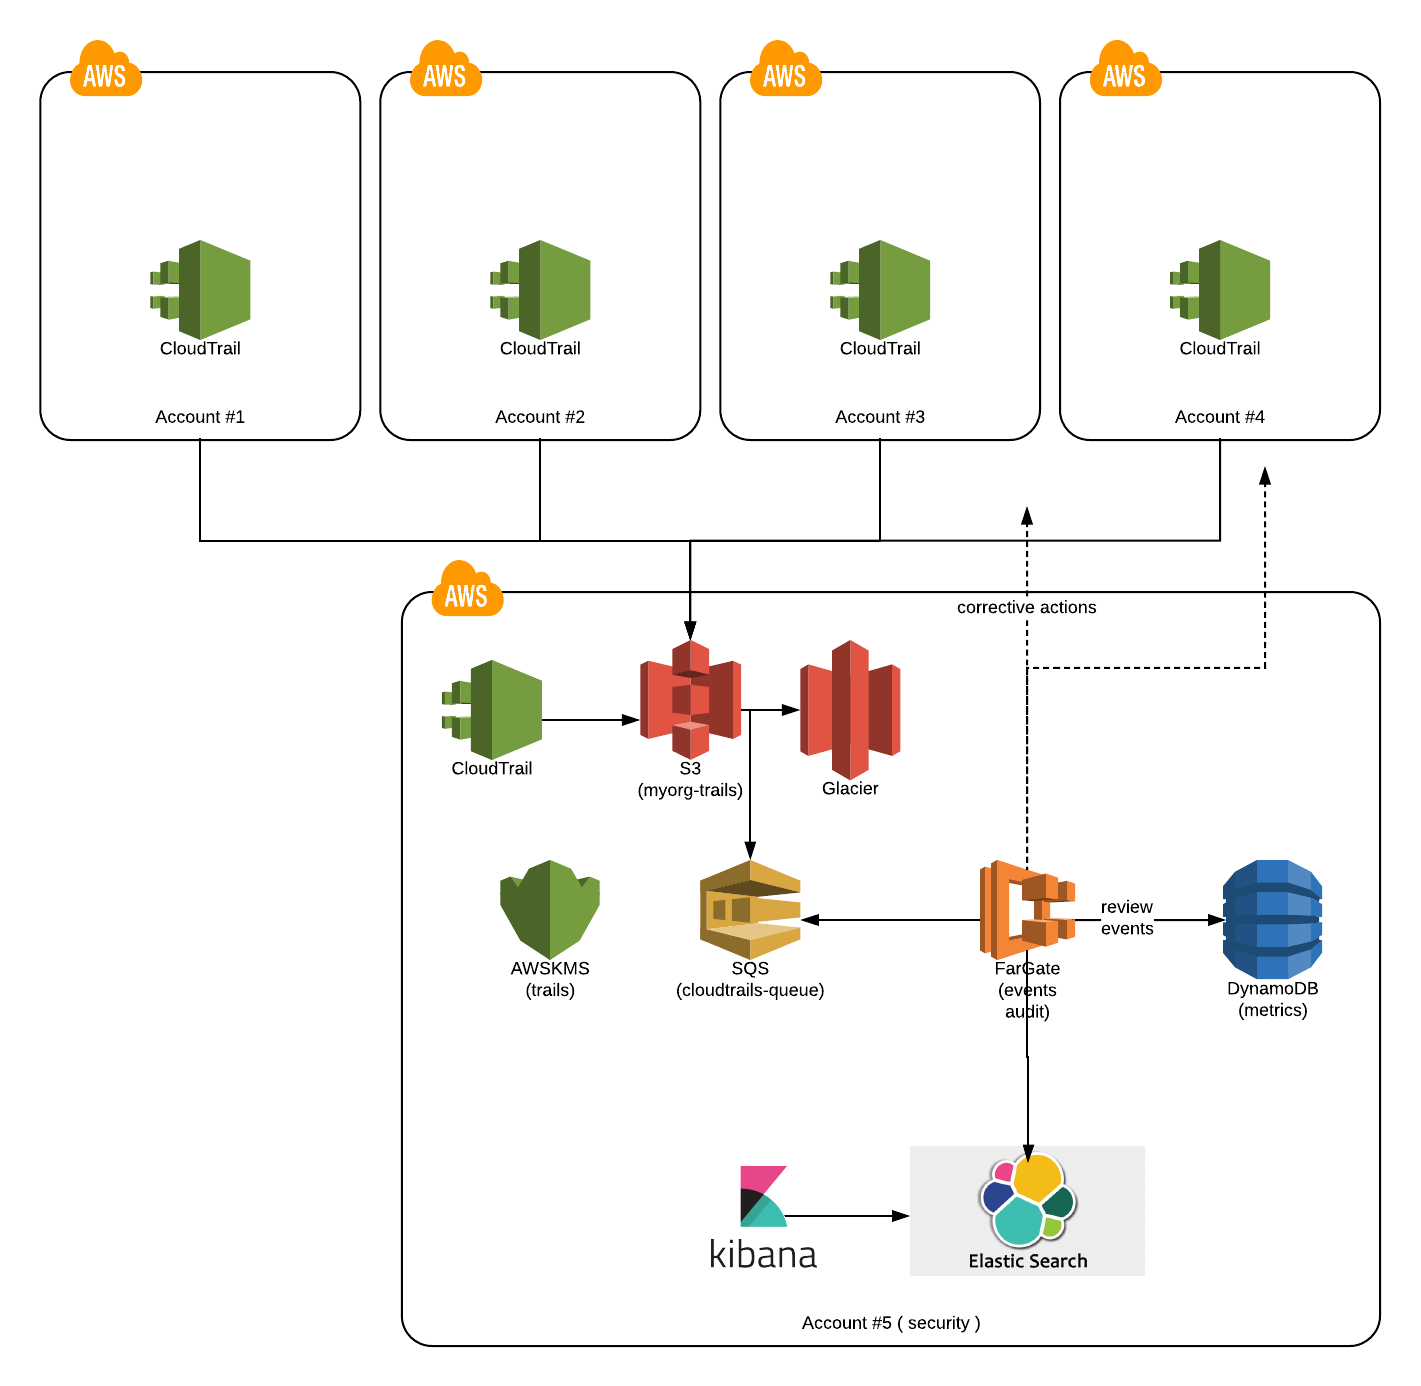 AWS
AWS
AWS
AWS
CloudTrail
CloudTrail
CloudTrail
CloudTrail
Account #1
Account #2
Account #3
Account #4
AWS
corrective actions
CloudTrail
S3
(myorg-trails)
Glacier
review
events
AWSKMS
(trails)
SQS
(cloudtrails-queue)
FarGate
(events
audit)
DynamoDB
(metrics)
kibana
Elastic Search
Account #5 ( security )